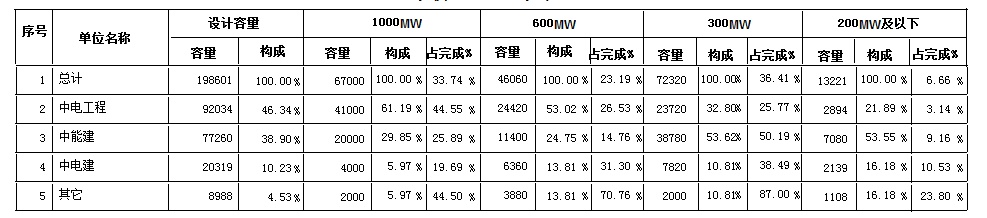 序号 单位名称 设计容量 1000MW 600MW 300MW 200MW及以下
容量 构成 容量 构成 占完成% 容量 构成 占完成% 容量 构成 占完成% 容量 构成 占完成%
1 总计 198601 100.00% 67000 100.00 % 33.74 % 46060 100.00 % 23.19 % 72320 100.00% 36.41 % 13221 100.00 % 6.66 %
2 中电工程 92034 46.34% 41000 61.19 % 44.55 % 24420 53.02 % 26.53 % 23720 32.80% 25.77 % 2894 21.89 % 3.14 %
3 中能建 77260 38.90% 20000 29.85 % 25.89 % 11400 24.75 % 14.76 % 38780 53.62% 50.19 % 7080 53.55 % 9.16 %
4 中电建 20319 10.23% 4000 5.97 % 19.69 % 6360 13.81 % 31.30 % 7820 10.81% 38.49 % 2139 16.18 % 10.53 %
5 其它 8988 4.53% 2000 5.97 % 44.50 % 3880 13.81 % 70.76 % 2000 10.81% 87.00 % 1108 16.18 % 23.80 %